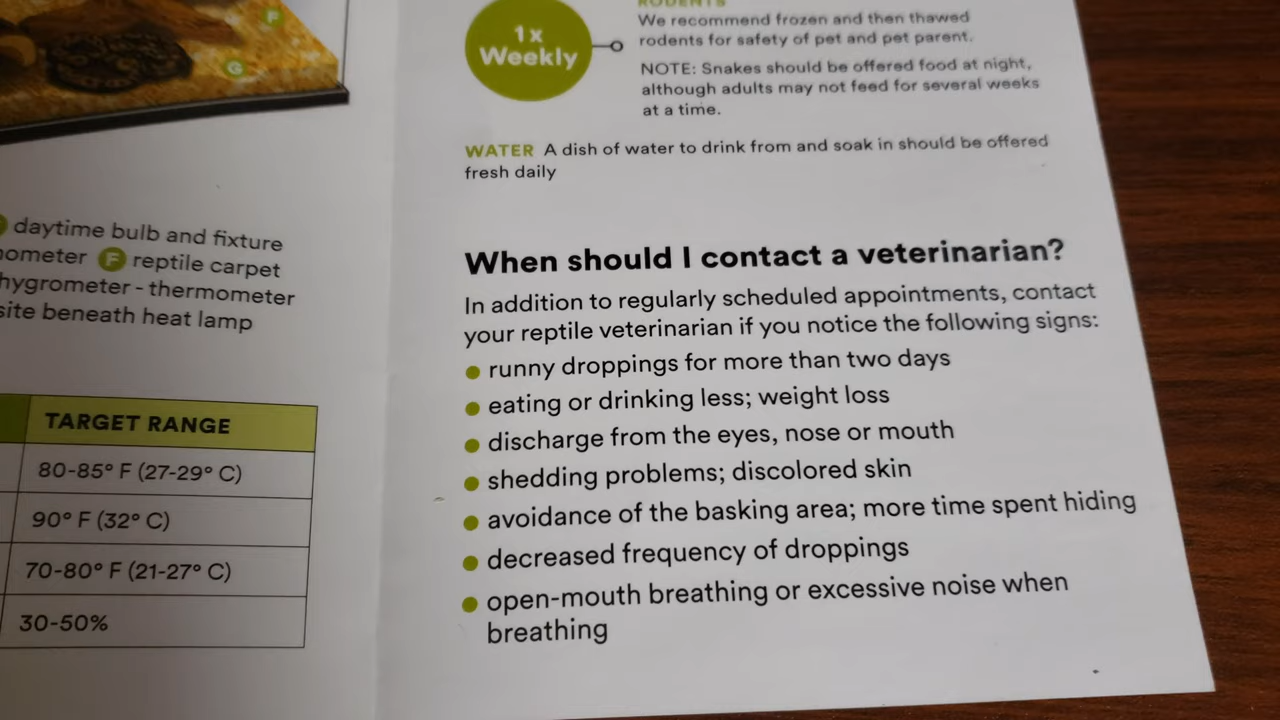 F
G
daytime bulb and fixture
F reptile carpet
hygrometer - thermometer
site beneath heat lamp
TARGET RANGE
80-85° F (27-29° C)
90° F (32° C)
70-80° F (21-27° C)
30-50%
1x
Weekly
RODENTS
We recommend frozen and then thawed
rodents for safety of pet and pet parent.
NOTE: Snakes should be offered food at night,
although adults may not feed for several weeks
at a time.
WATER A dish of water to drink from and soak in should be offered
fresh daily
When should I contact a veterinarian?
In addition to regularly scheduled appointments, contact
your reptile veterinarian if you notice the following signs:
runny droppings for more than two days
eating or drinking less; weight loss
discharge from the eyes, nose or mouth
shedding problems; discolored skin
avoidance of the basking area; more time spent hiding
decreased frequency of droppings
open-mouth breathing or excessive noise when
breathing